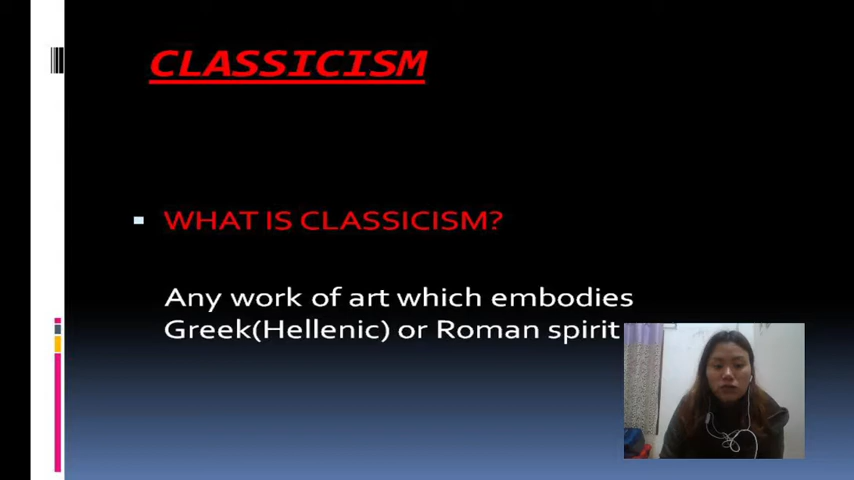 CLASSICISM
WHAT IS CLASSICISM?
Any work of art which embodies
Greek(Hellenic) or Roman spirit